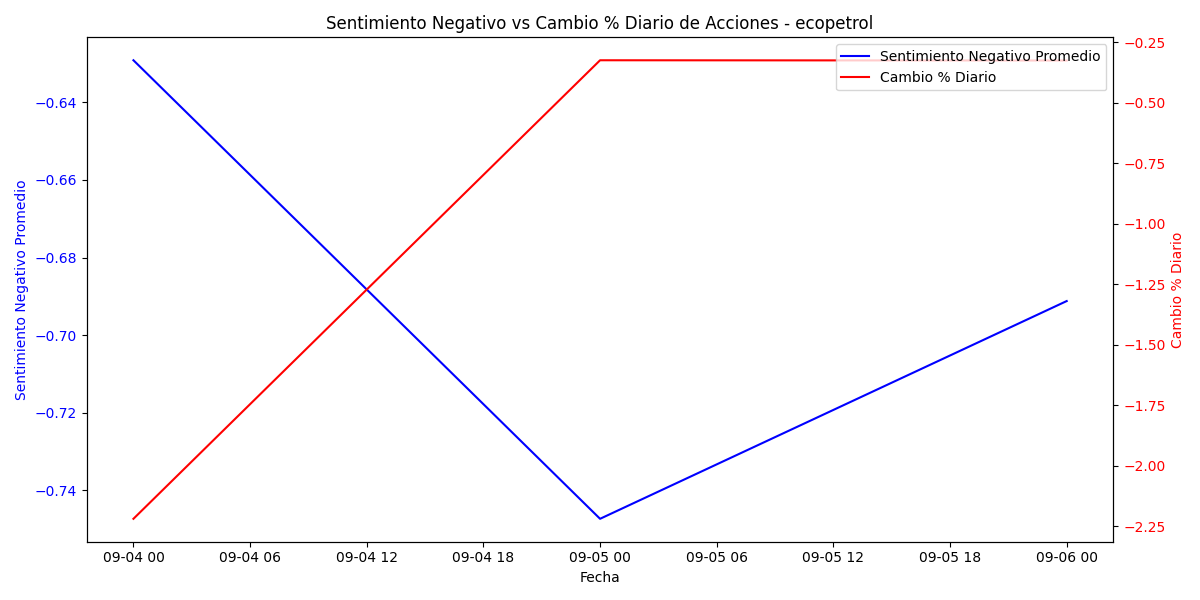 Sentimiento Negativo vs Cambio % Diario de Acciones - ecopetrol
Sentimiento Negativo Promedio
Cambio % Diario
Sentimiento Negativo Promedio
−0.64
−0.66
−0.68
−0.70
−0.72
−0.74
−0.25
−0.50
−0.75
−1.00
−1.25
−1.50
−1.75
−2.00
−2.25
Cambio % Diario
09-04 00 09-04 06 09-04 12 09-04 18 09-05 00 09-05 06 09-05 12 09-05 18 09-06 00
Fecha